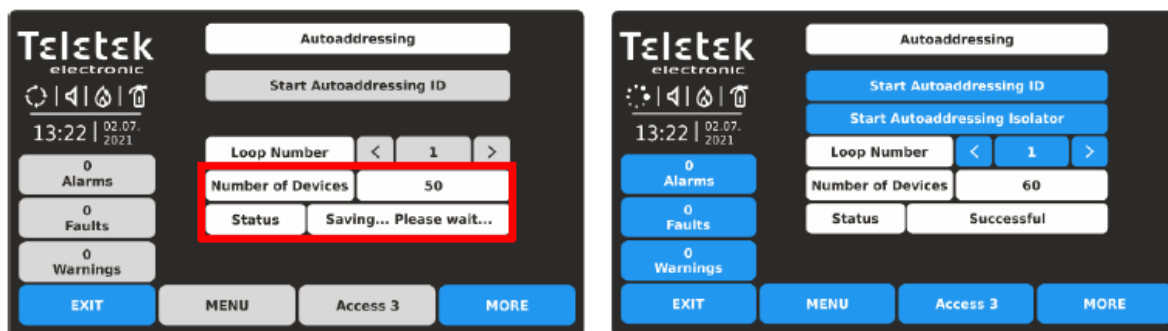 Teletek
electronic
13:22 | 02.07.
2021
0
Alarms
0
Faults
0
Warnings
Autoaddressing
Start Autoaddressing ID
Loop Number < 1 >
Number of Devices 50
Status Saving... Please wait...
EXIT MENU Access 3 MORE
Teletek
electronic
13:22 | 02.07.
2021
0
Alarms
0
Faults
0
Warnings
Autoaddressing
Start Autoaddressing ID
Start Autoaddressing Isolator
Loop Number < 1 >
Number of Devices 60
Status Successful
EXIT MENU Access 3 MORE